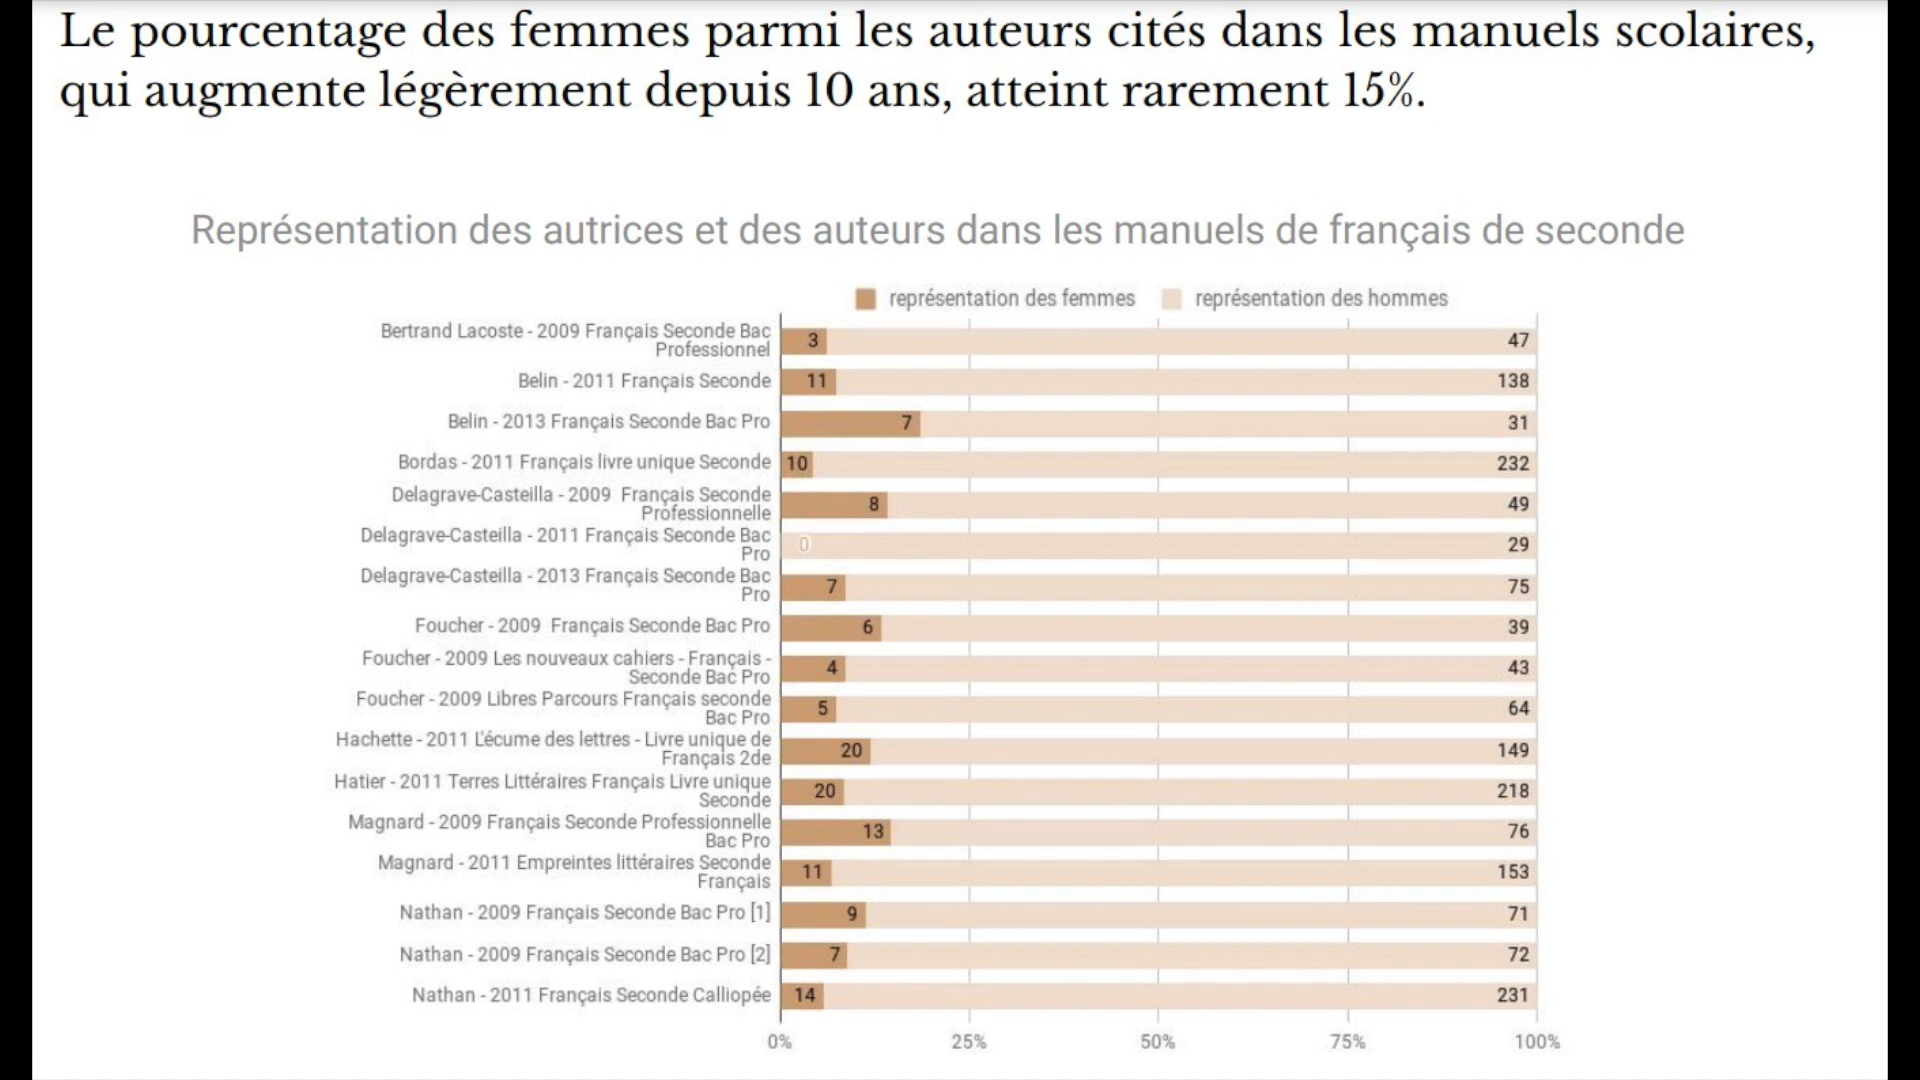 Le pourcentage des femmes parmi les auteurs cités dans les manuels scolaires,
qui augmente légèrement depuis 10 ans, atteint rarement 15%.
Représentation des autrices et des auteurs dans les manuels de français de seconde
représentation des femmes représentation des hommes
Bertrand Lacoste - 2009 Français Seconde Bac
Professionnel
3 47
Belin - 2011 Français Seconde 11 138
Belin - 2013 Français Seconde Bac Pro 7 31
Bordas - 2011 Français livre unique Seconde 10 232
Delagrave-Casteilla - 2009 Français Seconde
Professionnelle
8 49
Delagrave-Casteilla - 2011 Français Seconde Bac
Pro
0 29
Delagrave-Casteilla - 2013 Français Seconde Bac
Pro
7 75
Foucher - 2009 Français Seconde Bac Pro 6 39
Foucher - 2009 Les nouveaux cahiers - Français -
Seconde Bac Pro
4 43
Foucher - 2009 Libres Parcours Français seconde
Bac Pro
5 64
Hachette - 2011 L'écume des lettres - Livre unique de
Français 2de
20 149
Hatier - 2011 Terres Littéraires Français Livre unique
Seconde
20 218
Magnard - 2009 Français Seconde Professionnelle
Bac Pro
13 76
Magnard - 2011 Empreintes littéraires Seconde
Français
11 153
Nathan - 2009 Français Seconde Bac Pro [1] 9 71
Nathan - 2009 Français Seconde Bac Pro [2] 7 72
Nathan - 2011 Français Seconde Calliopée 14 231
0% 25% 50% 75% 100%